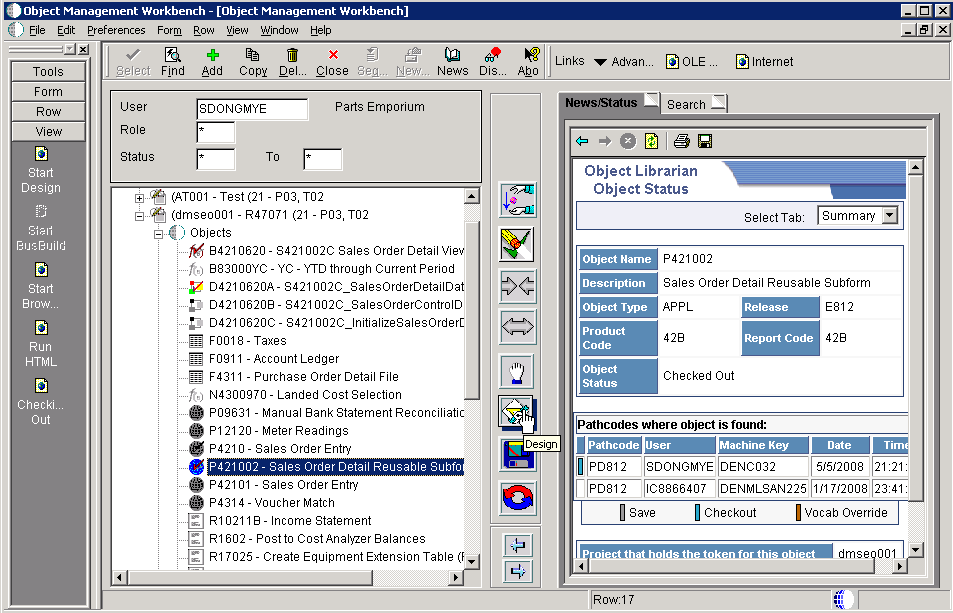 Object Management Workbench - [Object Management Workbench]
File Edit Preferences Form Row View Window Help
Tools
Form
Row
View
Start Design
Start BusBuild
Start Brow...
Run HTML
Checki... Out
Select Find Add Copy Del... Close Seq... New... News Dis... Abo
Links Advan... OLE ... Internet
User SDONGMYE Parts Emporium
Role *
Status * To *
(AT001 - Test (21 - P03, T02
(dmseo001 - R47071 (21 - P03, T02
Objects
B4210620 - S421002C Sales Order Detail View
B83000YC - YC - YTD through Current Period
D4210620A - S421002C_SalesOrderDetailDat
D4210620B - S421002C_SalesOrderControlD
D4210620C - S421002C_InitializeSalesOrderD
F0018 - Taxes
F0911 - Account Ledger
F4311 - Purchase Order Detail File
N4300970 - Landed Cost Selection
P09631 - Manual Bank Statement Reconciliatio
P12120 - Meter Readings
P4210 - Sales Order Entry
P421002 - Sales Order Detail Reusable Subfor
P42101 - Sales Order Entry
P4314 - Voucher Match
R10211B - Income Statement
R1602 - Post to Cost Analyzer Balances
R17025 - Create Equipment Extension Table (F
Design
News/Status Search
Object Librarian
Object Status
Select Tab: Summary
Object Name P421002
Description Sales Order Detail Reusable Subform
Object Type APPL Release E812
Product Code 42B Report Code 42B
Object Status Checked Out
Pathcodes where object is found:
Pathcode User Machine Key Date Time
PD812 SDONGMYE DENC032 5/5/2008 21:21:
PD812 IC8866407 DENMLSAN225 1/17/2008 23:41:
Save Checkout Vocab Override
Project that holds the token for this object dmseo001
Row:17